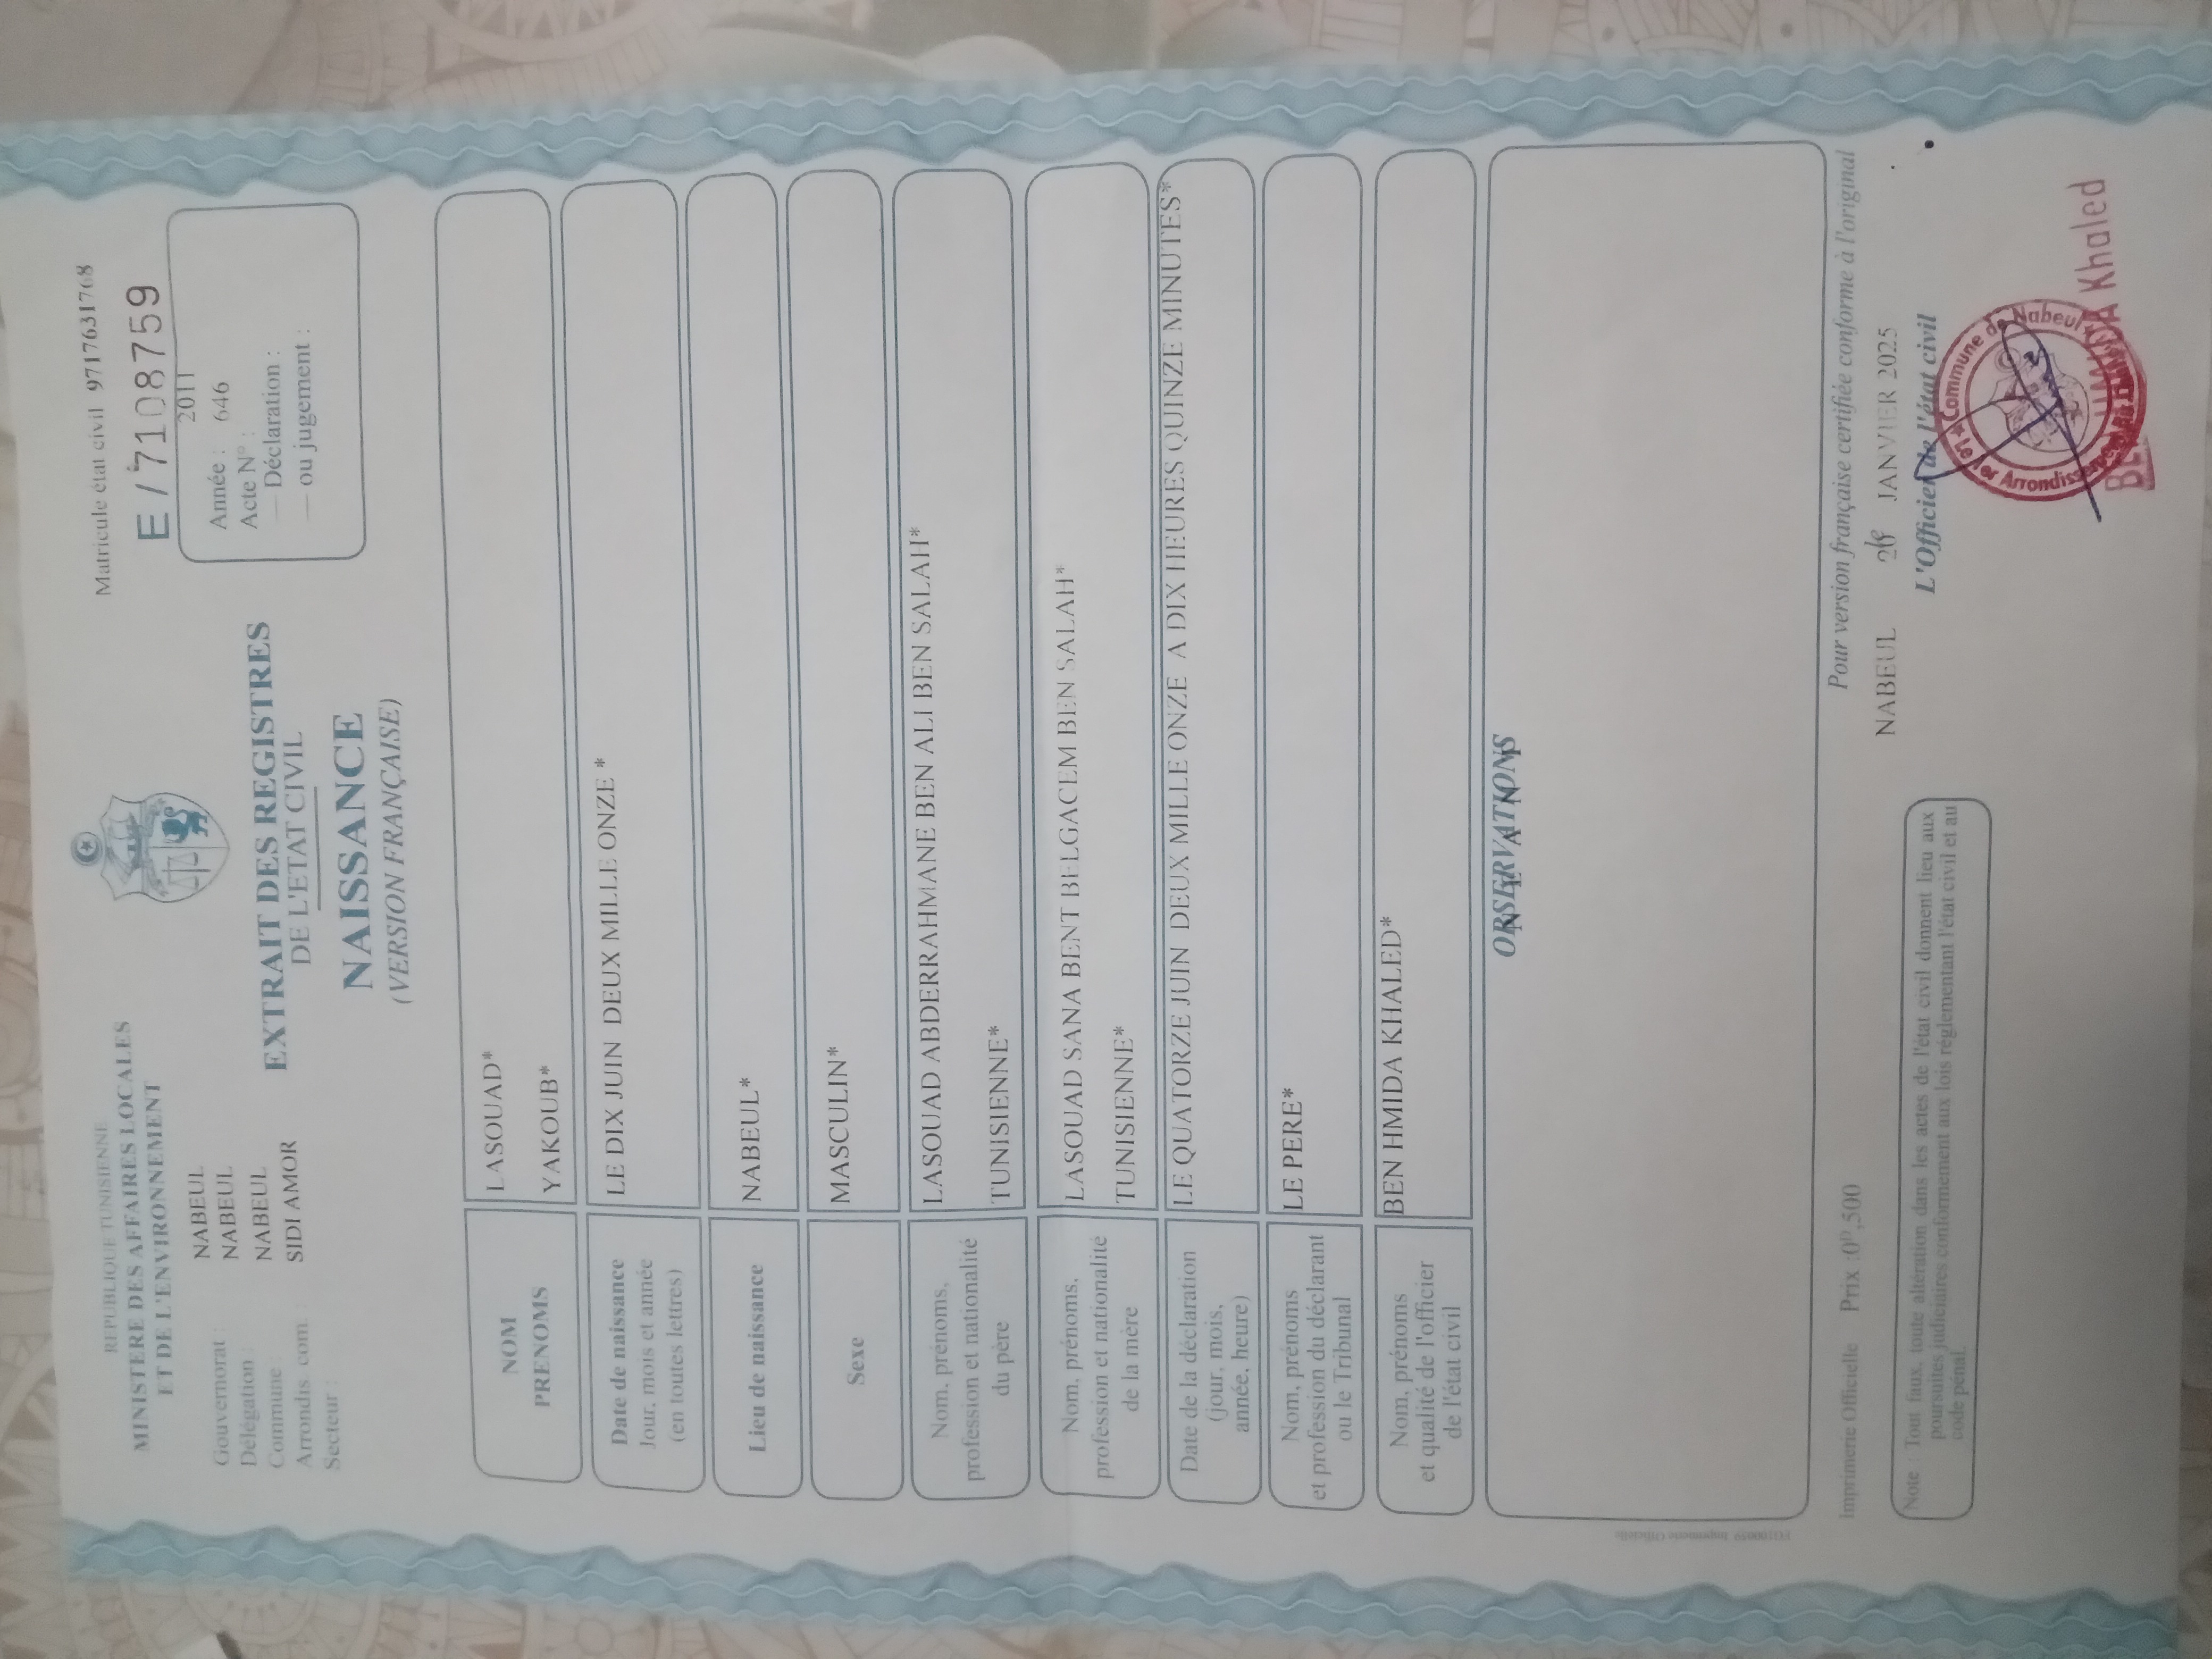 REPUBLIQUE TUNISIENNE
MINISTERE DES AFFAIRES LOCALES
ET DE L'ENVIRONNEMENT
Gouvernorat : NABEUL
Délégation : NABEUL
Commune NABEUL
Arrondis com : SIDI AMOR
Secteur :
Matricule état civil 9717631768
E / 7108759
2011
Année : 646
Acte N° :
— Déclaration :
— ou jugement :
EXTRAIT DES REGISTRES
DE L'ETAT CIVIL
NAISSANCE
(VERSION FRANÇAISE)
NOM LASOUAD*
PRENOMS YAKOUB*
Date de naissance
Jour, mois et année
(en toutes lettres)
LE DIX JUIN DEUX MILLE ONZE *
Lieu de naissance NABEUL*
Sexe MASCULIN*
Nom, prénoms,
profession et nationalité
du père
LASOUAD ABDERRAHMANE BEN ALI BEN SALAH*
TUNISIENNE*
Nom, prénoms,
profession et nationalité
de la mère
LASOUAD SANA BENT BELGACEM BEN SALAH*
TUNISIENNE*
Date de la déclaration
(jour, mois,
année, heure)
LE QUATORZE JUIN DEUX MILLE ONZE A DIX HEURES QUINZE MINUTES*
Nom, prénoms
et profession du déclarant
ou le Tribunal
LE PERE*
Nom, prénoms
et qualité de l'officier
de l'état civil
BEN HMIDA KHALED*
OBSERVATIONS
Imprimerie Officielle Prix : 0D,500
Pour version française certifiée conforme à l'original
NABEUL JANVIER 2025
L'Officier de l'état civil
Commune de Nabeul
Le 1er Arrondissement
Khaled
Note : Tout faux, toute altération dans les actes de l'état civil donnent lieu aux
poursuites judiciaires conformement aux lois réglementant l'état civil et au
code pénal.